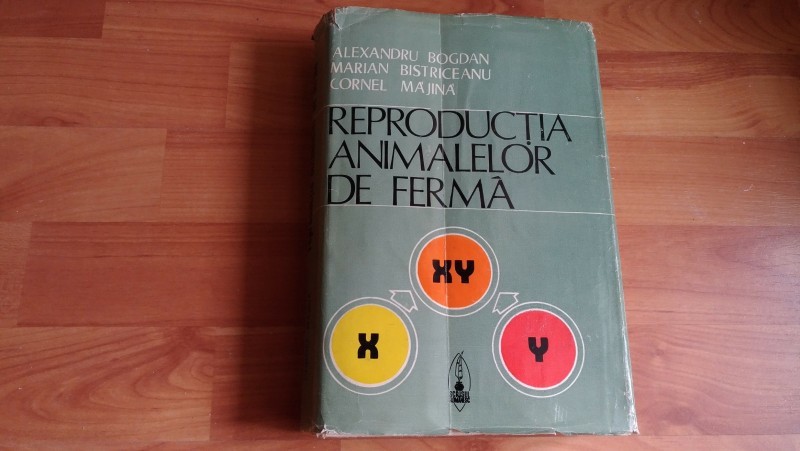 ALEXANDRU BOGDAN
MARIAN BISTRICEANU
CORNEL MĂJINĂ
REPRODUCȚIA
ANIMALELOR
DE FERMĂ
XY
X
Y